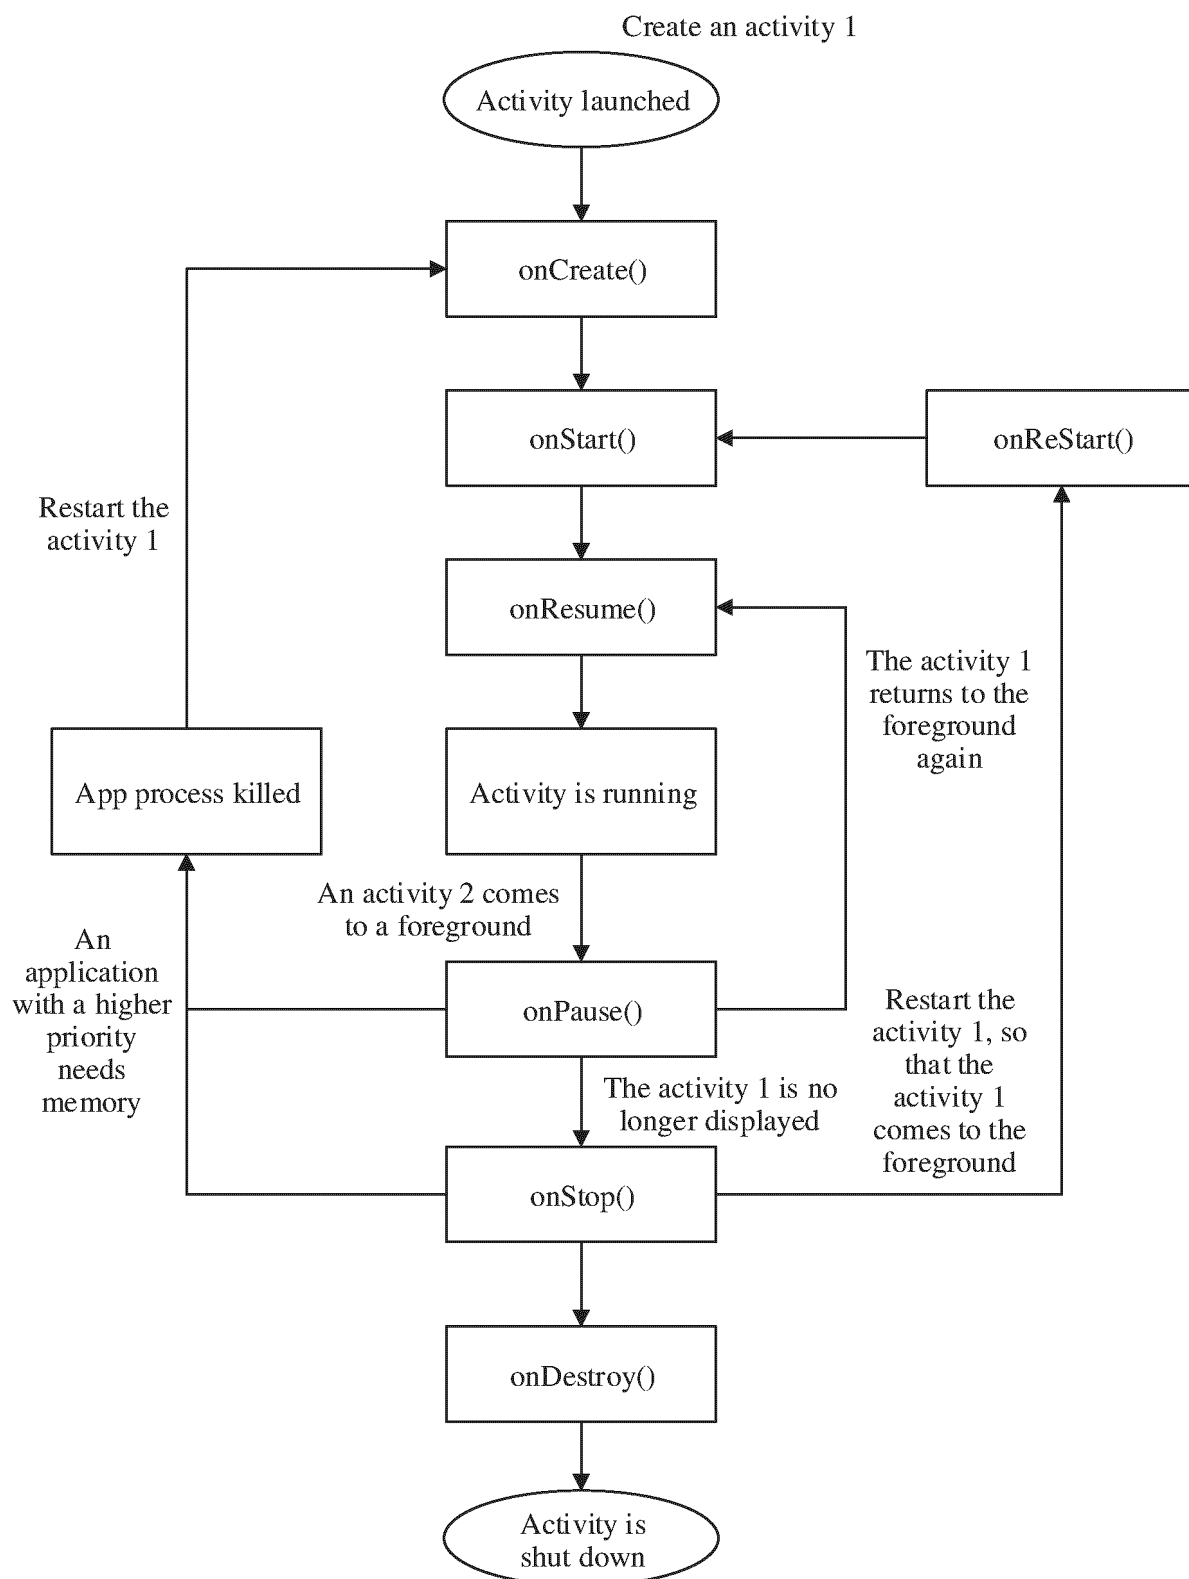 Create an activity 1
Activity launched
onCreate()
onStart()
onReStart()
Restart the
activity 1
onResume()
The activity 1
returns to the
foreground
again
App process killed
Activity is running
An activity 2 comes
to a foreground
An
application
with a higher
priority
needs
memory
onPause()
Restart the
activity 1, so
that the
activity 1
comes to the
foreground
The activity 1 is no
longer displayed
onStop()
onDestroy()
Activity is
shut down